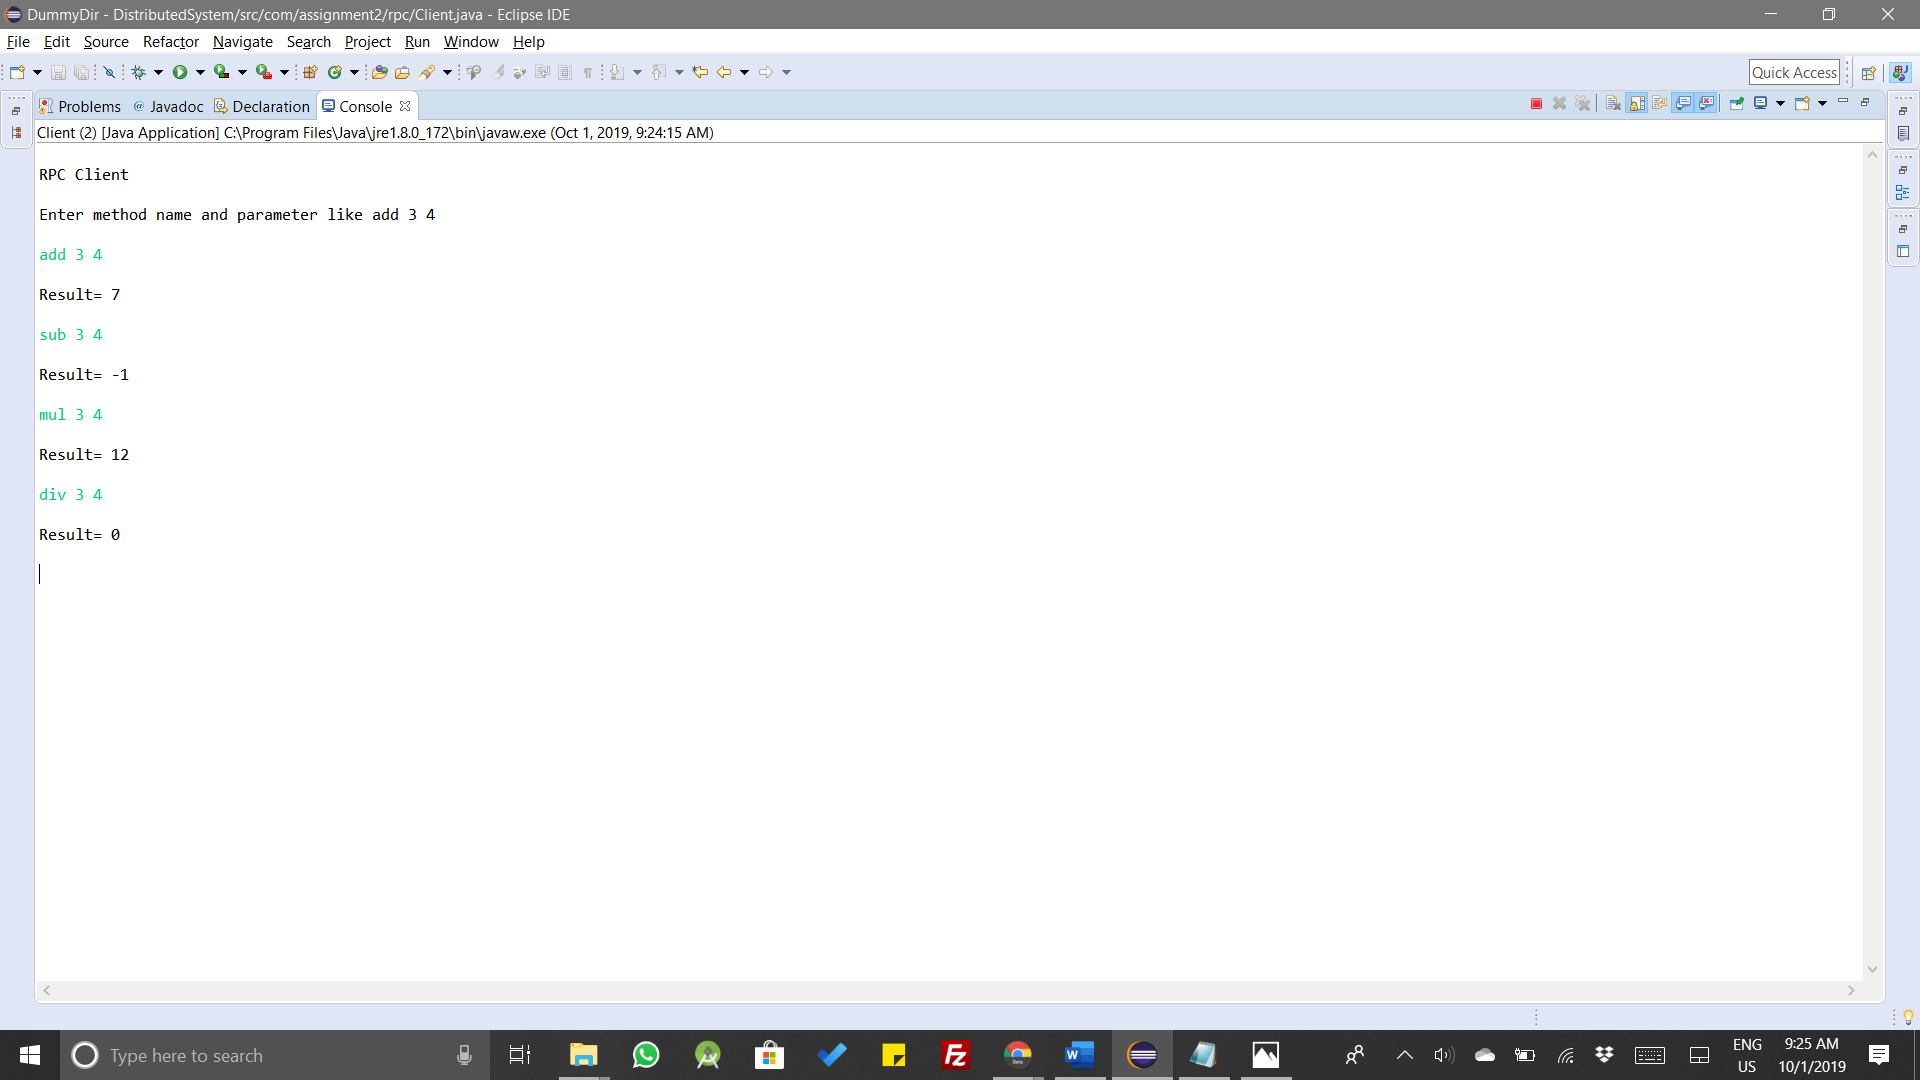 DummyDir - DistributedSystem/src/com/assignment2/rpc/Client.java - Eclipse IDE
File Edit Source Refactor Navigate Search Project Run Window Help
Quick Access
Problems @ Javadoc Declaration Console
Client (2) [Java Application] C:\Program Files\Java\jre1.8.0_172\bin\javaw.exe (Oct 1, 2019, 9:24:15 AM)
RPC Client
Enter method name and parameter like add 3 4
add 3 4
Result= 7
sub 3 4
Result= -1
mul 3 4
Result= 12
div 3 4
Result= 0
Type here to search
ENG
US
9:25 AM
10/1/2019